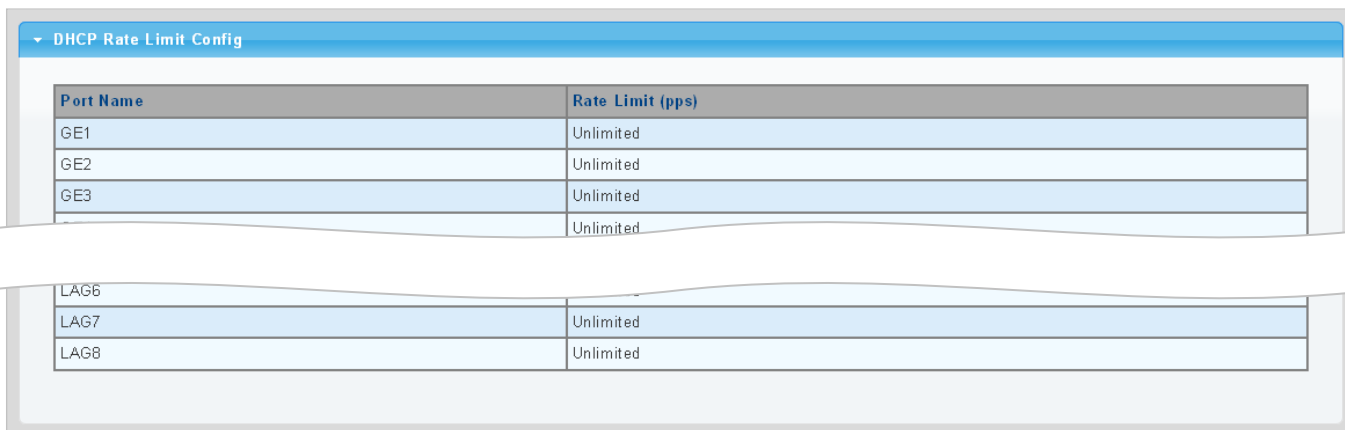 DHCP Rate Limit Config
Port Name Rate Limit (pps)
GE1 Unlimited
GE2 Unlimited
GE3 Unlimited
Unlimited
LAG6
LAG7 Unlimited
LAG8 Unlimited